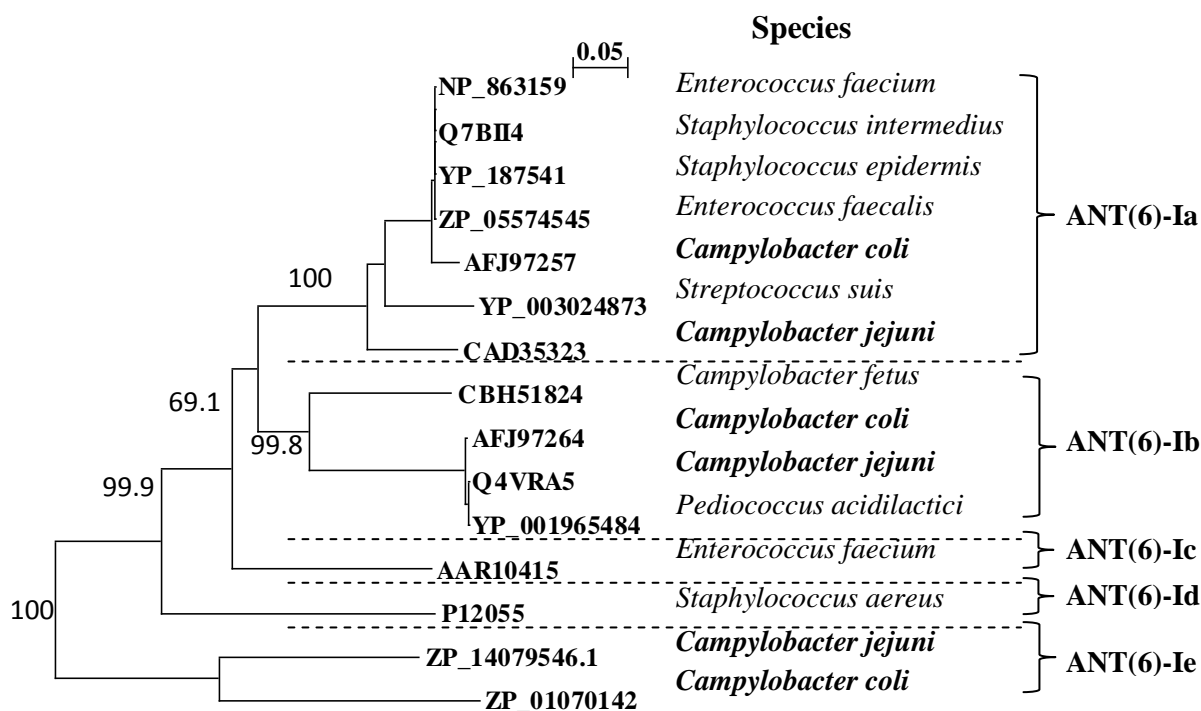 Species
0.05
NP_863159 Enterococcus faecium
Q7BII4 Staphylococcus intermedius
YP_187541 Staphylococcus epidermis
ZP_05574545 Enterococcus faecalis
ANT(6)-Ia
AFJ97257 Campylobacter coli
100
YP_003024873 Streptococcus suis
CAD35323 Campylobacter jejuni
CBH51824 Campylobacter fetus
69.1
AFJ97264 Campylobacter coli
99.8
ANT(6)-Ib
Q4VRA5 Campylobacter jejuni
99.9
YP_001965484 Pediococcus acidilactici
AAR10415 Enterococcus faecium
ANT(6)-Ic
P12055 Staphylococcus aereus
ANT(6)-Id
100
ZP_14079546.1 Campylobacter jejuni
ANT(6)-Ie
ZP_01070142 Campylobacter coli